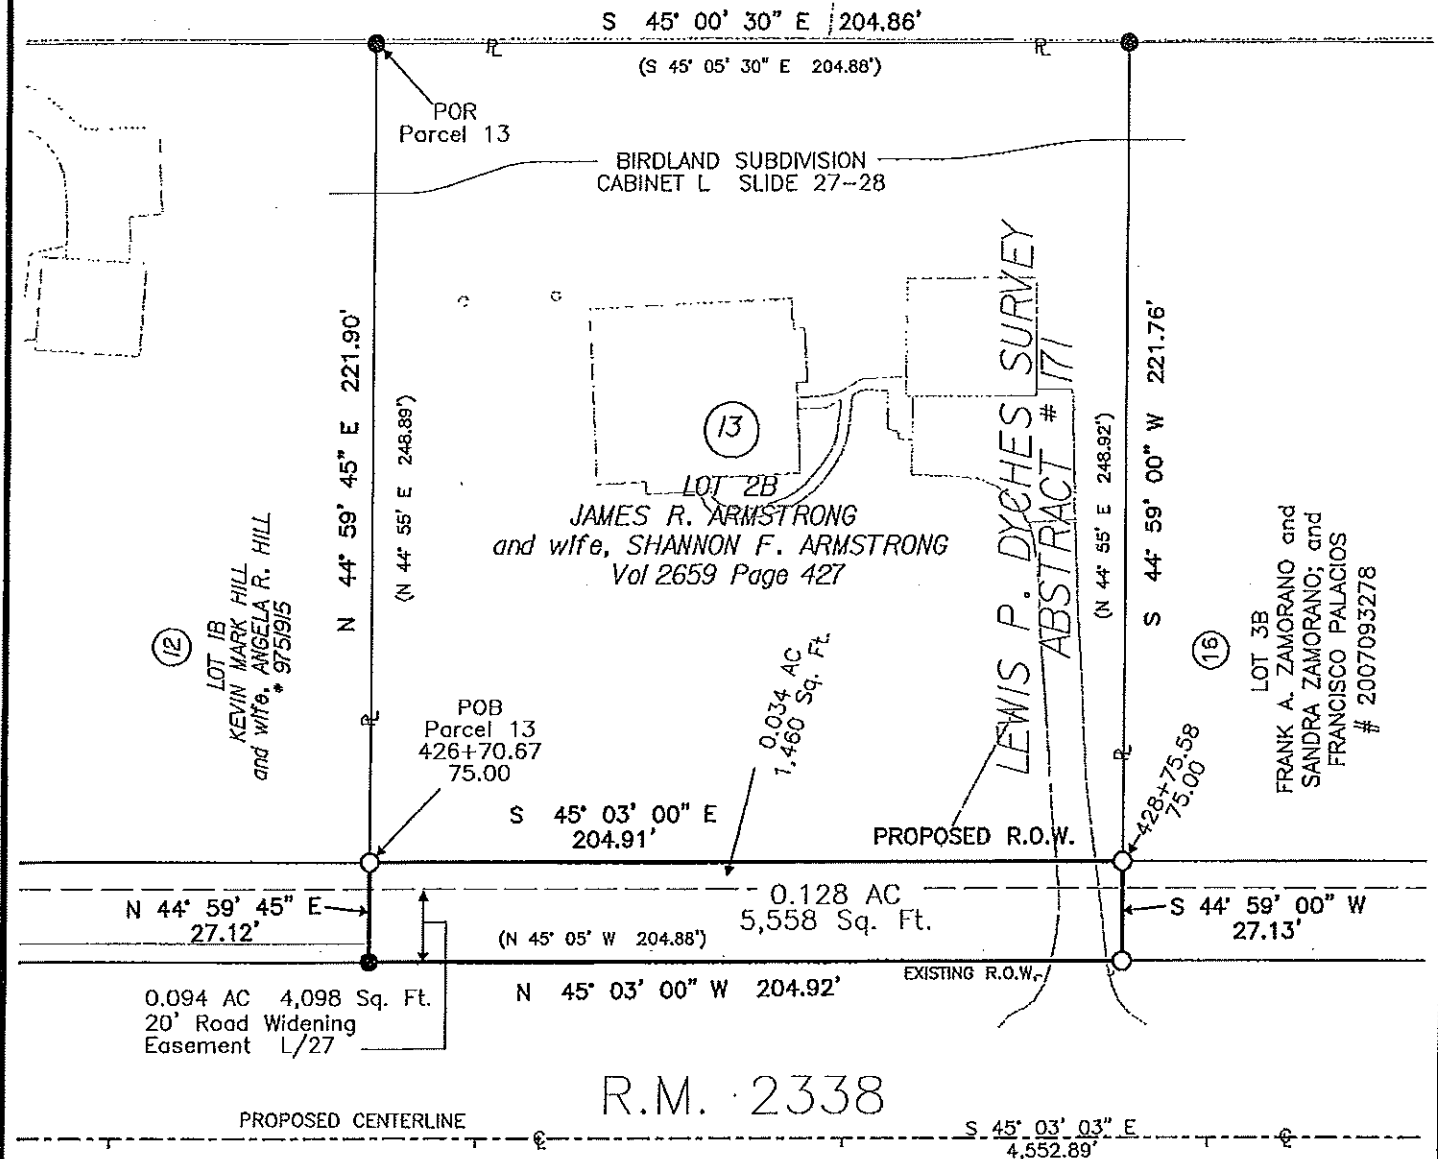 S 45° 00' 30" E 204.86'
(S 45° 05' 30" E 204.88')
POR
Parcel 13
BIRDLAND SUBDIVISION
CABINET L SLIDE 27-28
N 44° 59' 45" E 221.90'
(N 44° 55' E 248.89')
13
LOT 2B
JAMES R. ARMSTRONG
and wife, SHANNON F. ARMSTRONG
Vol 2659 Page 427
LEWIS P. DYCHES SURVEY
ABSTRACT # 171
(N 44° 55' E 248.92')
S 44° 59' 00" W 221.76'
12
LOT 1B
KEVIN MARK HILL
and wife, ANGELA R. HILL
# 9751915
16
LOT 3B
FRANK A. ZAMORANO and
SANDRA ZAMORANO; and
FRANCISCO PALACIOS
# 2007093278
POB
Parcel 13
426+70.67
75.00
0.034 AC
1,460 Sq. Ft.
428+75.58
75.00
S 45° 03' 00" E
204.91'
PROPOSED R.O.W.
N 44° 59' 45" E
27.12'
0.128 AC
5,558 Sq. Ft.
S 44° 59' 00" W
27.13'
(N 45° 05' W 204.88')
EXISTING R.O.W.
N 45° 03' 00" W 204.92'
0.094 AC 4,098 Sq. Ft.
20' Road Widening
Easement L/27
R.M. 2338
PROPOSED CENTERLINE
S 45° 03' 03" E
4,552.89'